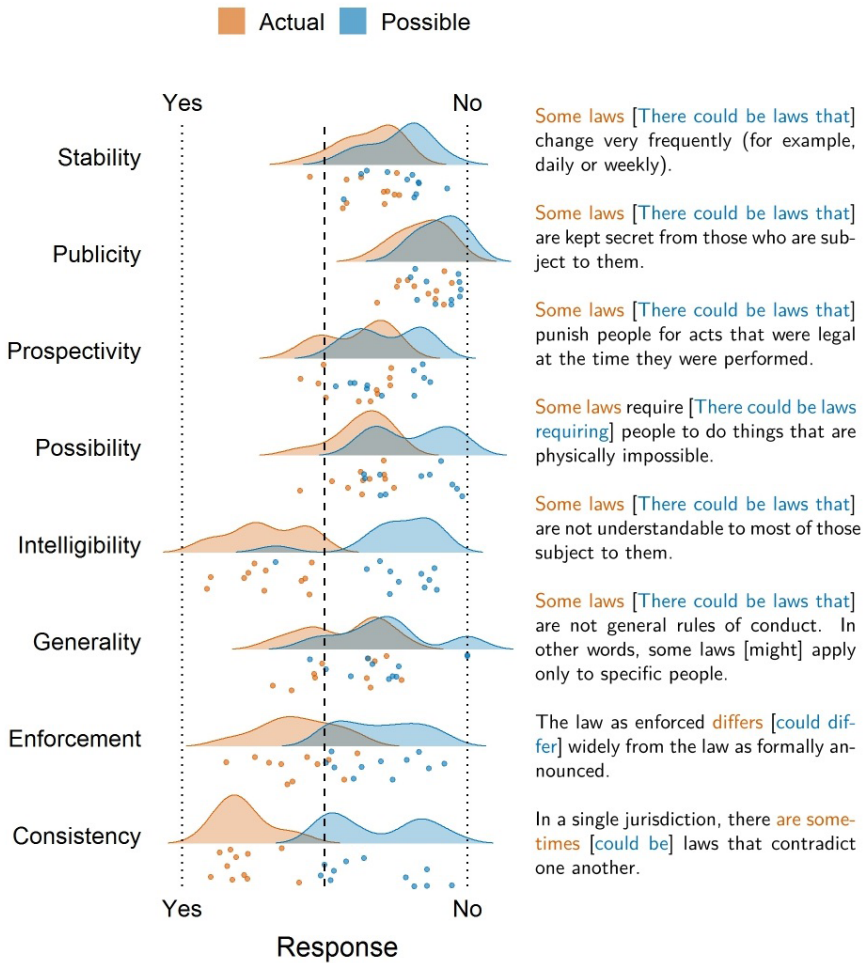 Actual Possible
Yes No
Stability
Some laws [There could be laws that]
change very frequently (for example,
daily or weekly).
Publicity
Some laws [There could be laws that]
are kept secret from those who are sub-
ject to them.
Prospectivity
Some laws [There could be laws that]
punish people for acts that were legal
at the time they were performed.
Possibility
Some laws require [There could be laws
requiring] people to do things that are
physically impossible.
Intelligibility
Some laws [There could be laws that]
are not understandable to most of those
subject to them.
Generality
Some laws [There could be laws that]
are not general rules of conduct. In
other words, some laws [might] apply
only to specific people.
Enforcement
The law as enforced differs [could dif-
fer] widely from the law as formally an-
nounced.
Consistency
In a single jurisdiction, there are some-
times [could be] laws that contradict
one another.
Yes No
Response